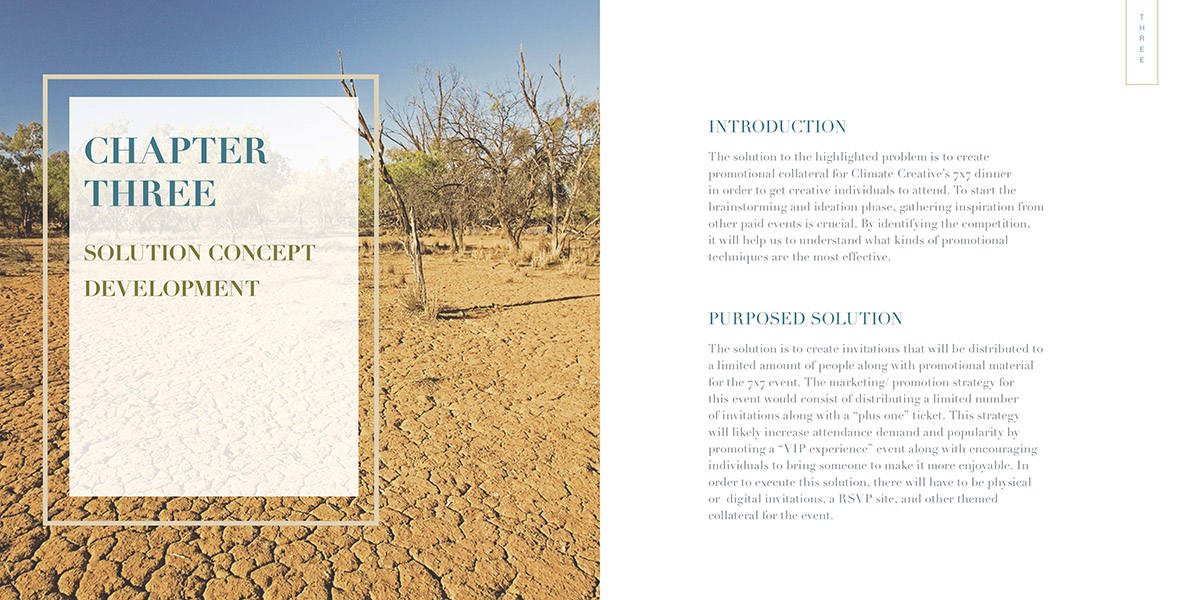 CHAPTER
THREE
SOLUTION CONCEPT
DEVELOPMENT
THREE
INTRODUCTION
The solution to the highlighted problem is to create
promotional collateral for Climate Creative's 7x7 dinner
in order to get creative individuals to attend. To start the
brainstorming and ideation phase, gathering inspiration from
other paid events is crucial. By identifying the competition,
it will help us to understand what kinds of promotional
techniques are the most effective.
PURPOSED SOLUTION
The solution is to create invitations that will be distributed to
a limited amount of people along with promotional material
for the 7x7 event. The marketing/ promotion strategy for
this event would consist of distributing a limited number
of invitations along with a “plus one” ticket. This strategy
will likely increase attendance demand and popularity by
promoting a “VIP experience” event along with encouraging
individuals to bring someone to make it more enjoyable. In
order to execute this solution, there will have to be physical
or  digital invitations, a RSVP site, and other themed
collateral for the event.